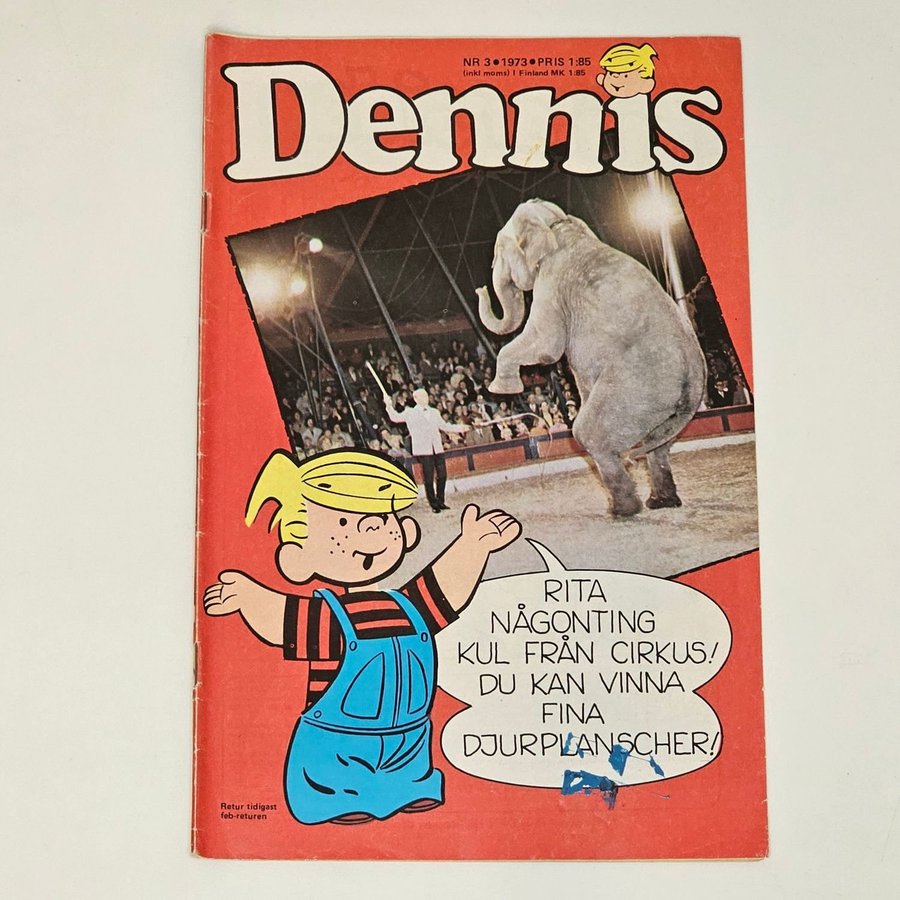 NR 3 • 1973 • PRIS 1:85
(inkl moms) I Finland MK 1:85
Dennis
RITA
NÅGONTING
KUL FRÅN CIRKUS!
DU KAN VINNA
FINA
DJURPLANSCHER!
Retur tidigast
feb-returen